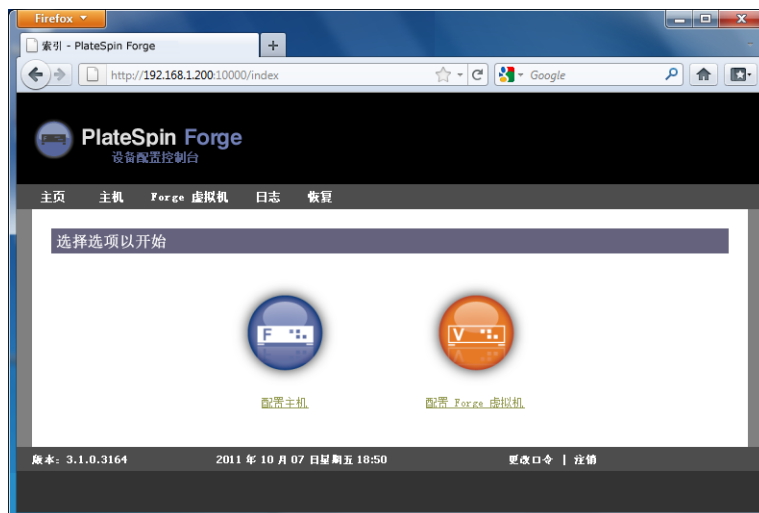 Firefox
索引 - PlateSpin Forge
http://192.168.1.200:10000/index
Google
PlateSpin Forge
设备配置控制台
主页 主机 Forge 虚拟机 日志 恢复
选择选项以开始
F V
配置主机 配置 Forge 虚拟机
版本：3.1.0.3164 2011 年 10 月 07 日星期五 18:50 更改口令 | 注销